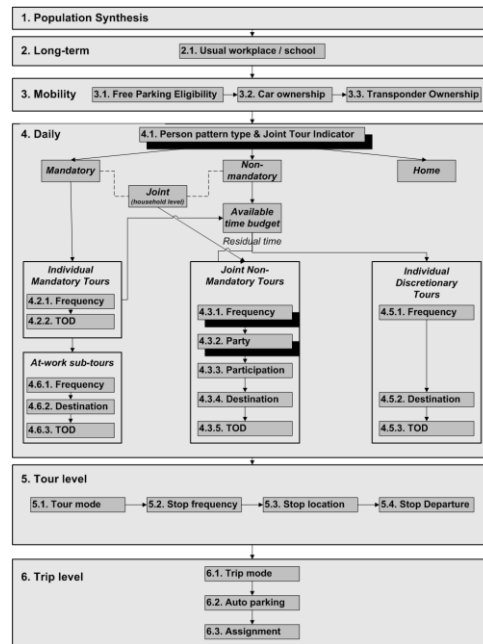 1. Population Synthesis
2. Long-term
2.1. Usual workplace / school
3. Mobility
3.1. Free Parking Eligibility
3.2. Car ownership
3.3. Transponder Ownership
4. Daily
4.1. Person pattern type & Joint Tour Indicator
Mandatory
Non-
mandatory
Home
Joint
(household level)
Available
time budget
Residual time
Individual
Mandatory Tours
4.2.1. Frequency
4.2.2. TOD
Joint Non-
Mandatory Tours
4.3.1. Frequency
4.3.2. Party
4.3.3. Participation
4.3.4. Destination
4.3.5. TOD
Individual
Discretionary
Tours
4.5.1. Frequency
4.5.2. Destination
4.5.3. TOD
At-work sub-tours
4.6.1. Frequency
4.6.2. Destination
4.6.3. TOD
5. Tour level
5.1. Tour mode
5.2. Stop frequency
5.3. Stop location
5.4. Stop Departure
6. Trip level
6.1. Trip mode
6.2. Auto parking
6.3. Assignment